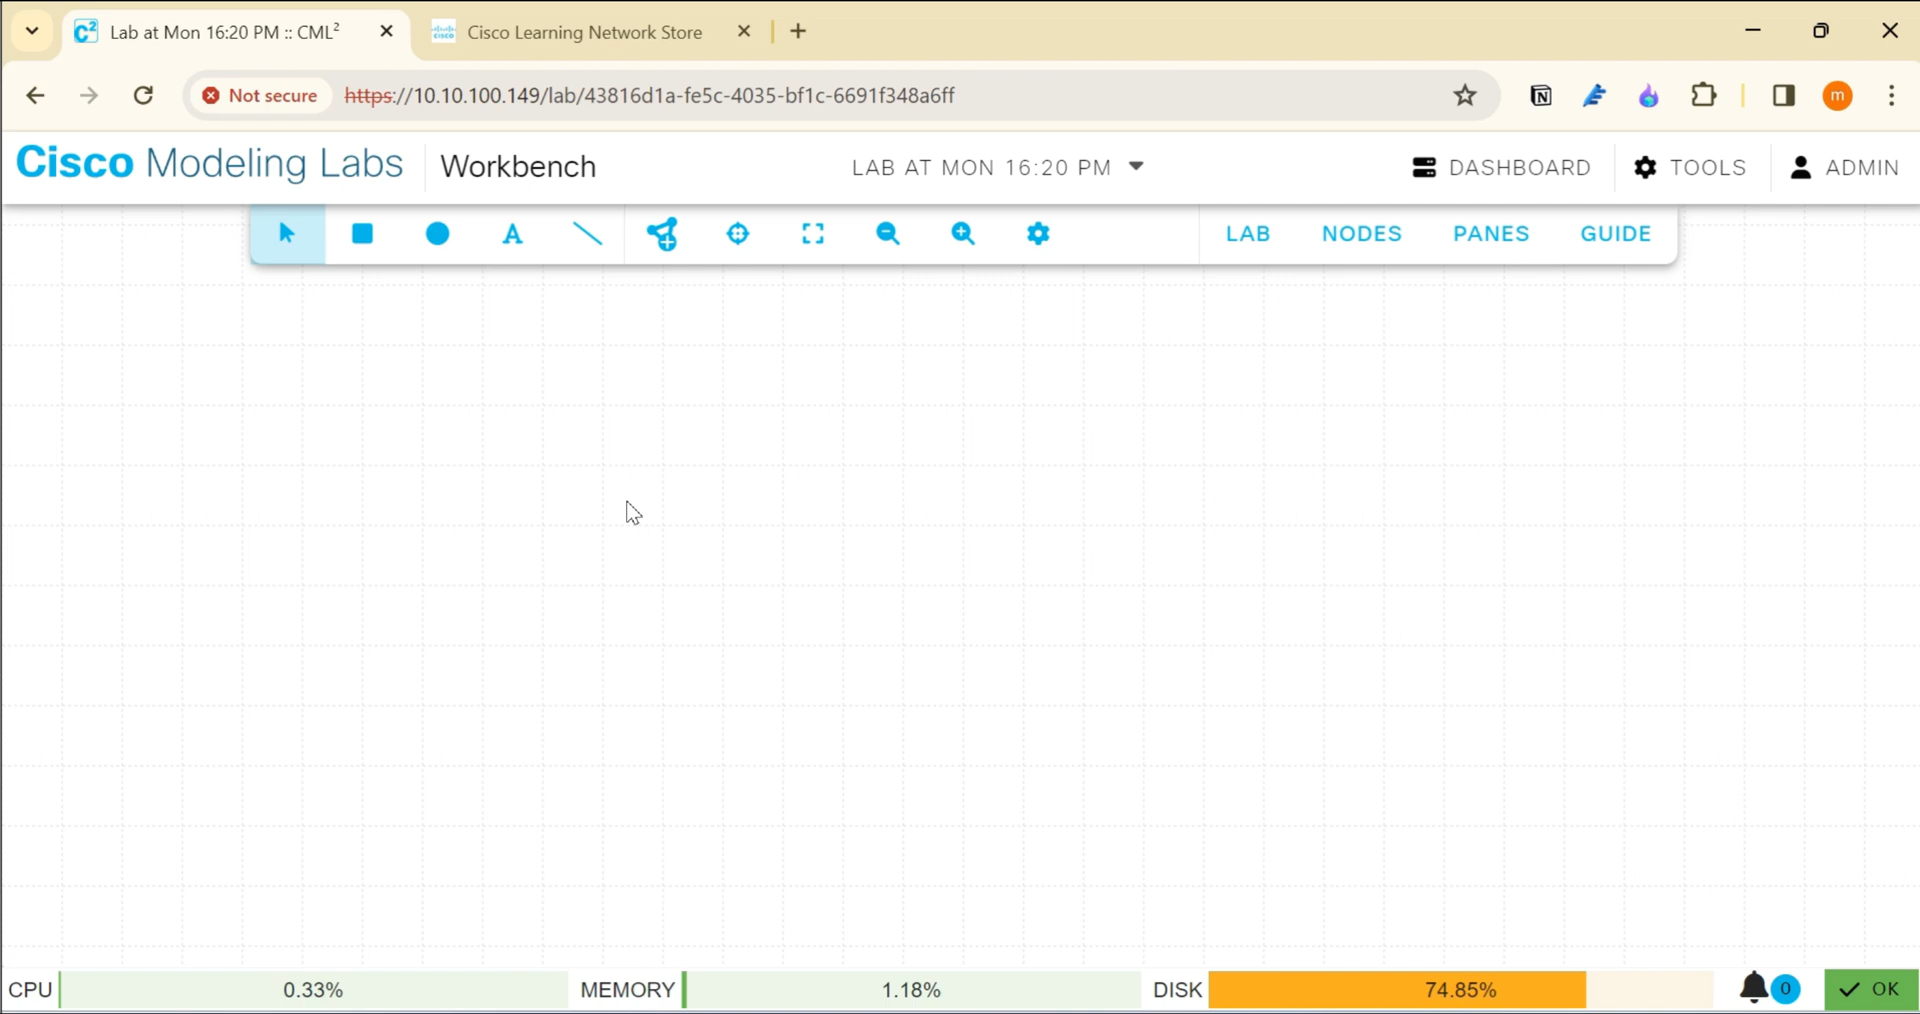 Lab at Mon 16:20 PM :: CML²
Cisco Learning Network Store
Not secure
https://10.10.100.149/lab/43816d1a-fe5c-4035-bf1c-6691f348a6ff
m
Cisco Modeling Labs
Workbench
LAB AT MON 16:20 PM
DASHBOARD
TOOLS
ADMIN
A
LAB
NODES
PANES
GUIDE
CPU
0.33%
MEMORY
1.18%
DISK
74.85%
0
OK